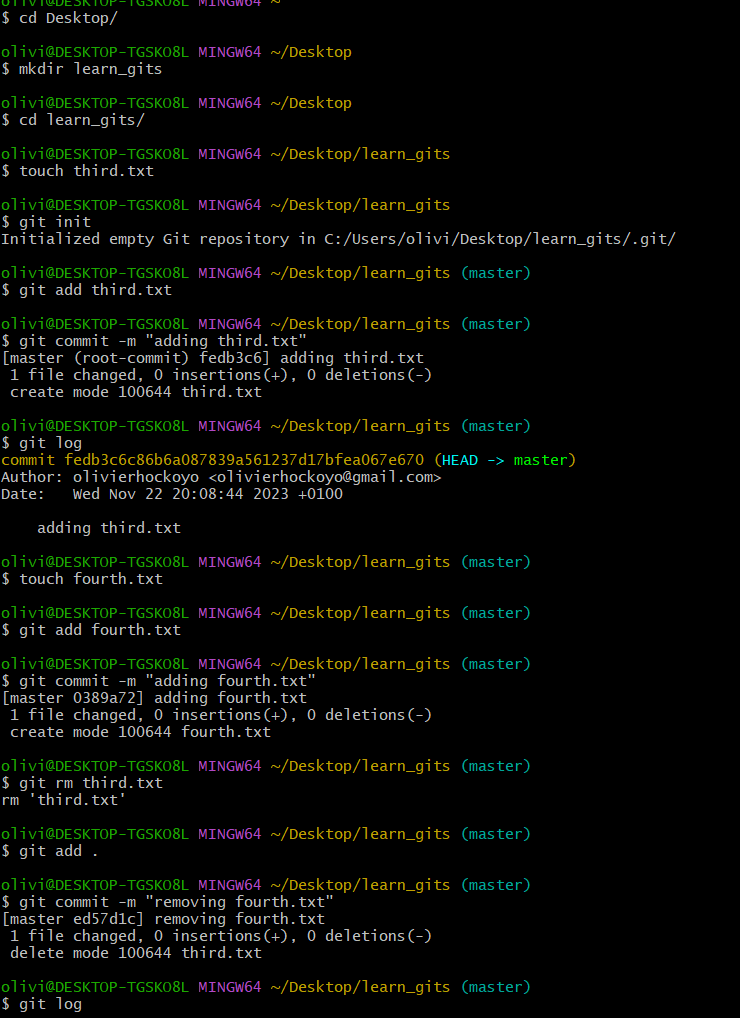 olivi@DESKTOP-TGSKO8L MINGW64 ~
$ cd Desktop/
olivi@DESKTOP-TGSKO8L MINGW64 ~/Desktop
$ mkdir learn_gits
olivi@DESKTOP-TGSKO8L MINGW64 ~/Desktop
$ cd learn_gits/
olivi@DESKTOP-TGSKO8L MINGW64 ~/Desktop/learn_gits
$ touch third.txt
olivi@DESKTOP-TGSKO8L MINGW64 ~/Desktop/learn_gits
$ git init
Initialized empty Git repository in C:/Users/olivi/Desktop/learn_gits/.git/
olivi@DESKTOP-TGSKO8L MINGW64 ~/Desktop/learn_gits (master)
$ git add third.txt
olivi@DESKTOP-TGSKO8L MINGW64 ~/Desktop/learn_gits (master)
$ git commit -m "adding third.txt"
[master (root-commit) fedb3c6] adding third.txt
 1 file changed, 0 insertions(+), 0 deletions(-)
 create mode 100644 third.txt
olivi@DESKTOP-TGSKO8L MINGW64 ~/Desktop/learn_gits (master)
$ git log
commit fedb3c6c86b6a087839a561237d17bfea067e670 (HEAD -> master)
Author: olivierhockoyo <olivierhockoyo@gmail.com>
Date:   Wed Nov 22 20:08:44 2023 +0100
    adding third.txt
olivi@DESKTOP-TGSKO8L MINGW64 ~/Desktop/learn_gits (master)
$ touch fourth.txt
olivi@DESKTOP-TGSKO8L MINGW64 ~/Desktop/learn_gits (master)
$ git add fourth.txt
olivi@DESKTOP-TGSKO8L MINGW64 ~/Desktop/learn_gits (master)
$ git commit -m "adding fourth.txt"
[master 0389a72] adding fourth.txt
 1 file changed, 0 insertions(+), 0 deletions(-)
 create mode 100644 fourth.txt
olivi@DESKTOP-TGSKO8L MINGW64 ~/Desktop/learn_gits (master)
$ git rm third.txt
rm 'third.txt'
olivi@DESKTOP-TGSKO8L MINGW64 ~/Desktop/learn_gits (master)
$ git add .
olivi@DESKTOP-TGSKO8L MINGW64 ~/Desktop/learn_gits (master)
$ git commit -m "removing fourth.txt"
[master ed57d1c] removing fourth.txt
 1 file changed, 0 insertions(+), 0 deletions(-)
 delete mode 100644 third.txt
olivi@DESKTOP-TGSKO8L MINGW64 ~/Desktop/learn_gits (master)
$ git log